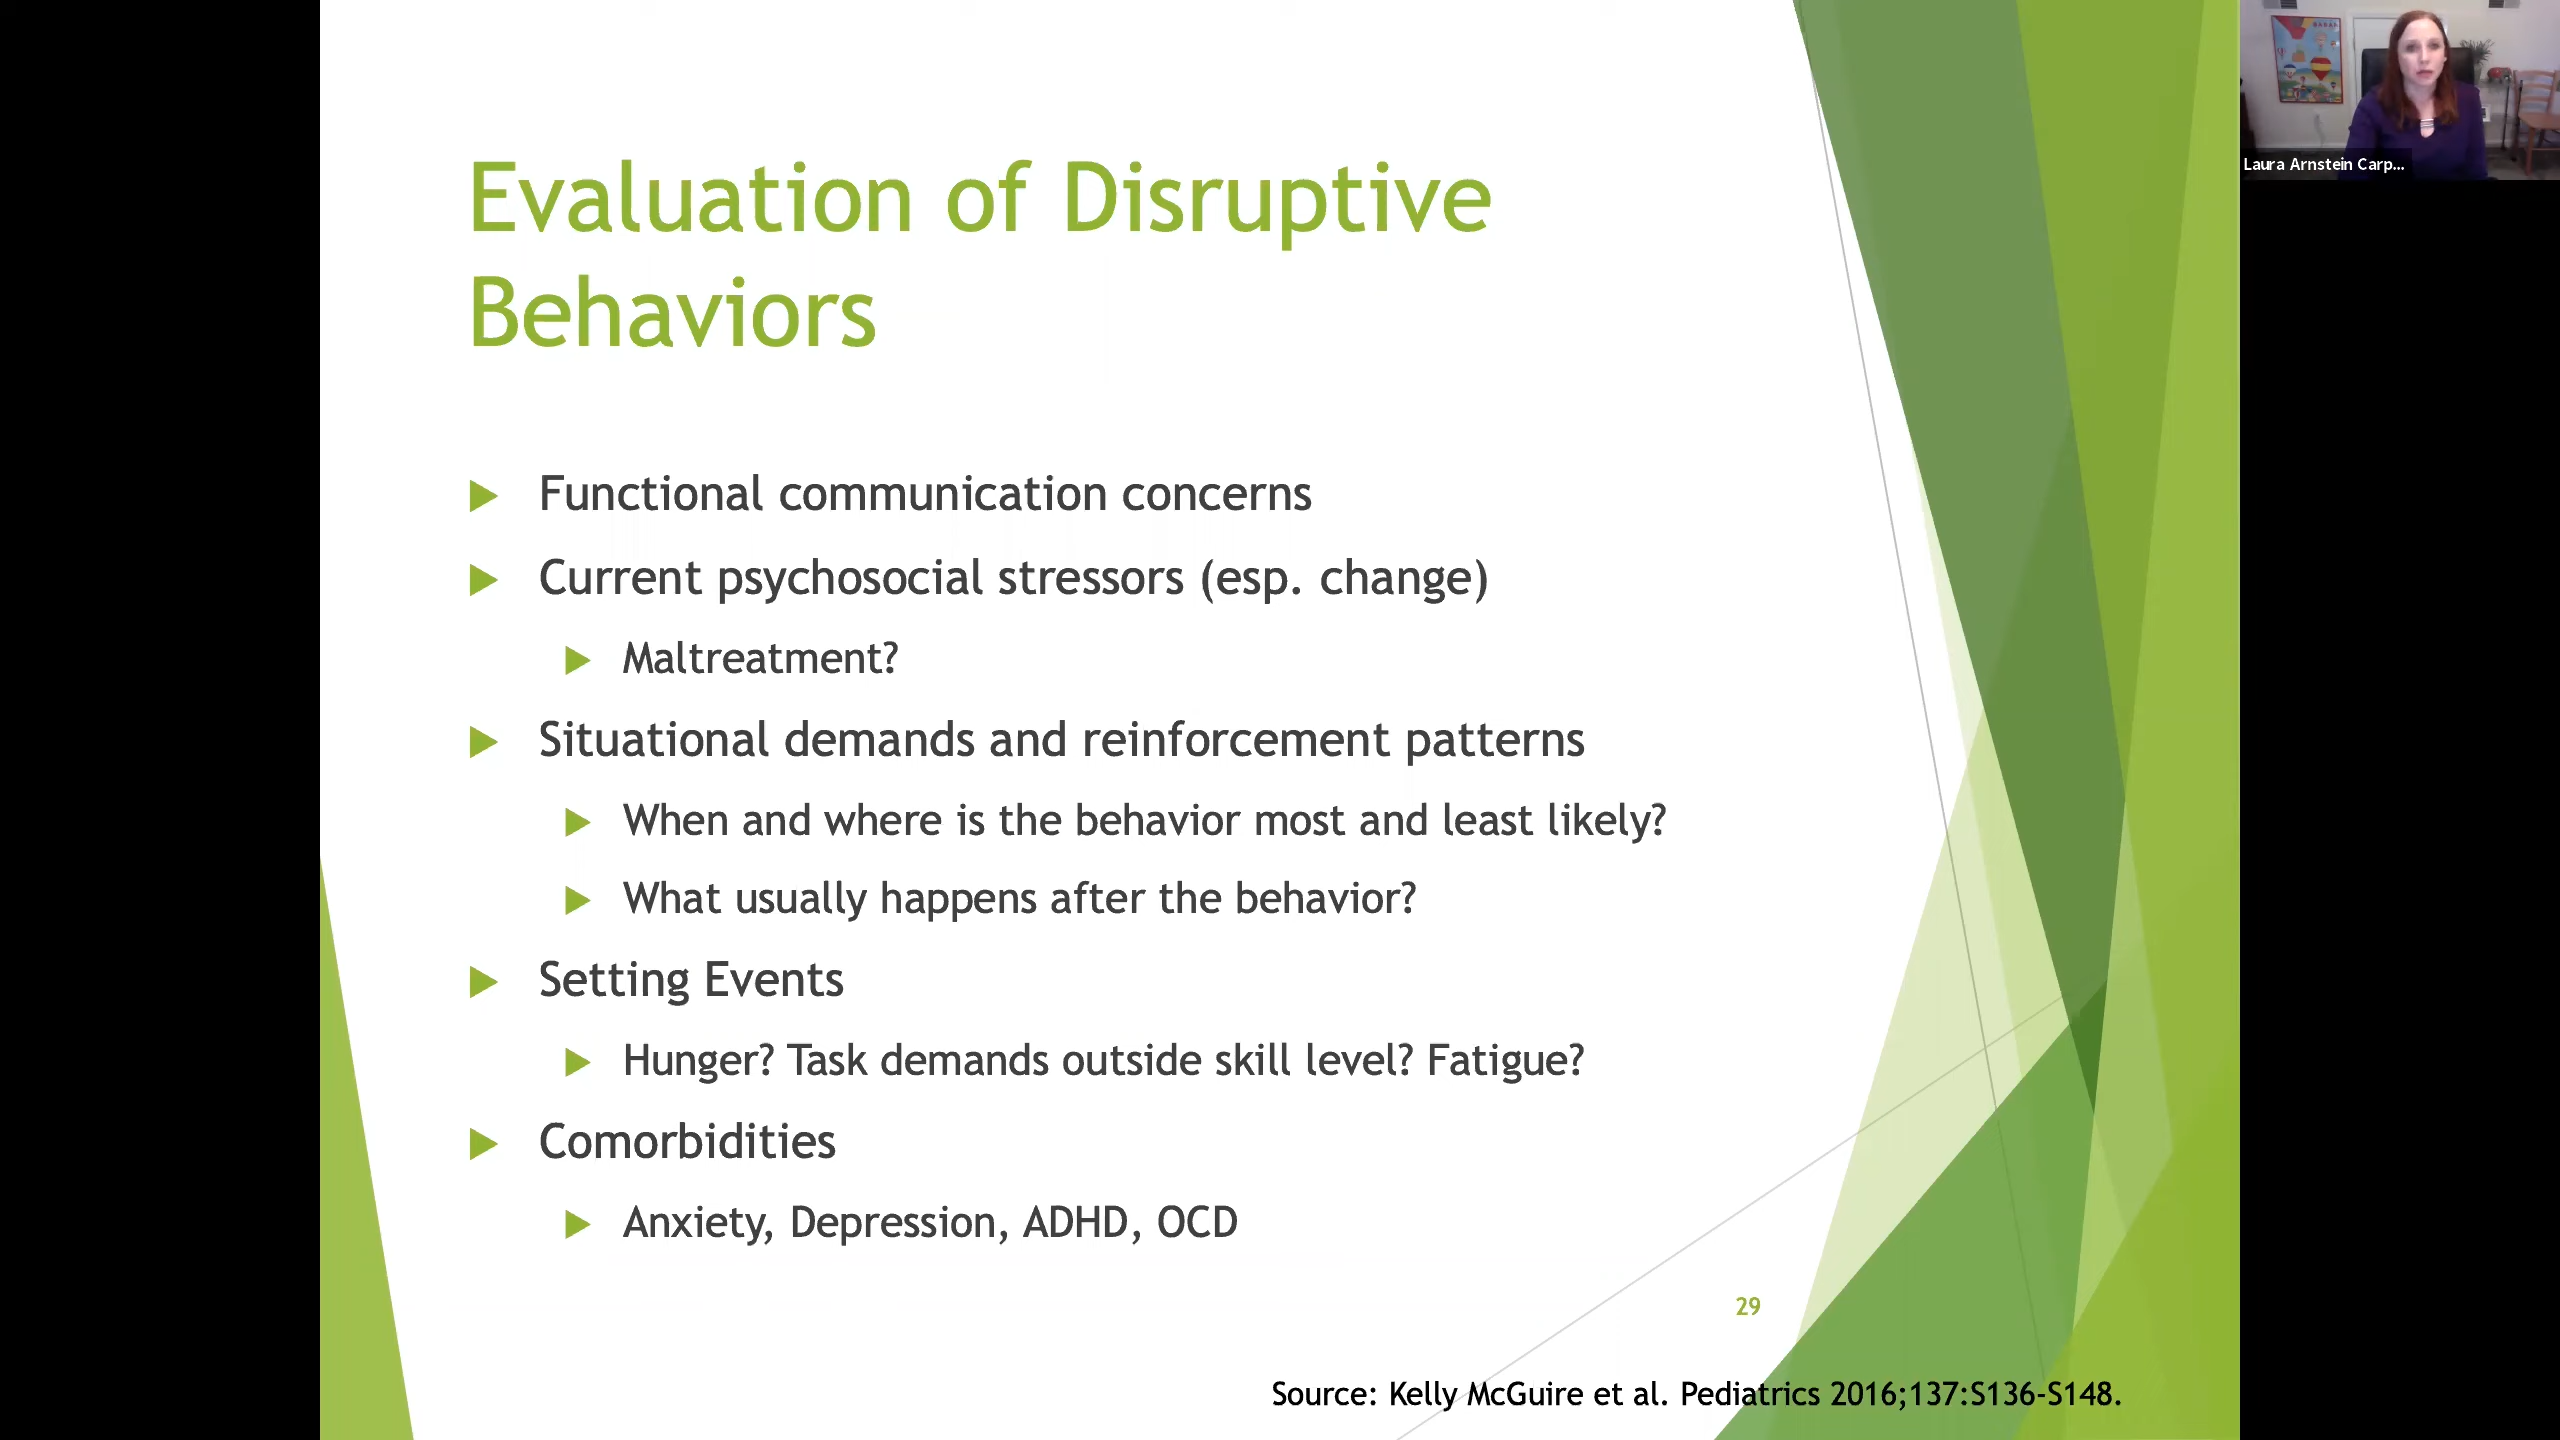 Evaluation of Disruptive
Behaviors
Functional communication concerns
Current psychosocial stressors (esp. change)
Maltreatment?
Situational demands and reinforcement patterns
When and where is the behavior most and least likely?
What usually happens after the behavior?
Setting Events
Hunger? Task demands outside skill level? Fatigue?
Comorbidities
Anxiety, Depression, ADHD, OCD
29
Source: Kelly McGuire et al. Pediatrics 2016;137:S136-S148.
Laura Arnstein Carp...